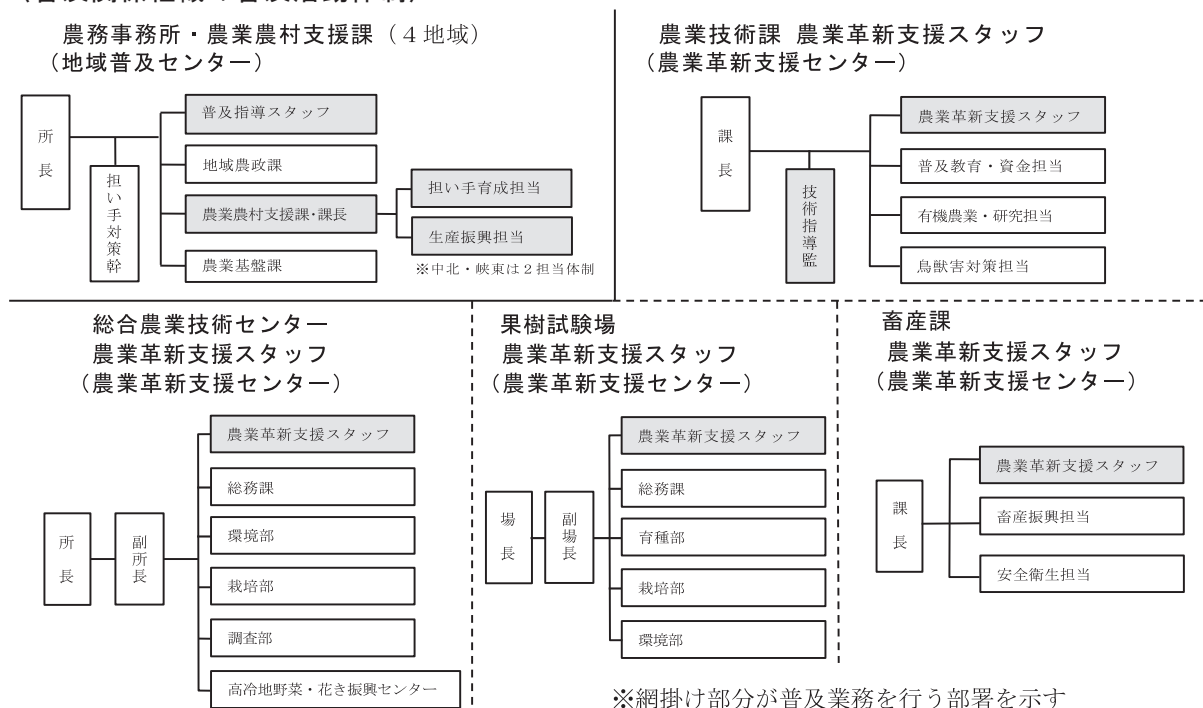 農務事務所・農業農村支援課（４地域）
（地域普及センター）
所長
担い手対策幹
普及指導スタッフ
地域農政課
農業農村支援課・課長
農業基盤課
担い手育成担当
生産振興担当
※中北・峡東は２担当体制
農業技術課 農業革新支援スタッフ
（農業革新支援センター）
課長
技術指導監
農業革新支援スタッフ
普及教育・資金担当
有機農業・研究担当
鳥獣害対策担当
総合農業技術センター
農業革新支援スタッフ
（農業革新支援センター）
所長
副所長
農業革新支援スタッフ
総務課
環境部
栽培部
調査部
高冷地野菜・花き振興センター
果樹試験場
農業革新支援スタッフ
（農業革新支援センター）
場長
副場長
農業革新支援スタッフ
総務課
育種部
栽培部
環境部
畜産課
農業革新支援スタッフ
（農業革新支援センター）
課長
農業革新支援スタッフ
畜産振興担当
安全衛生担当
※網掛け部分が普及業務を行う部署を示す